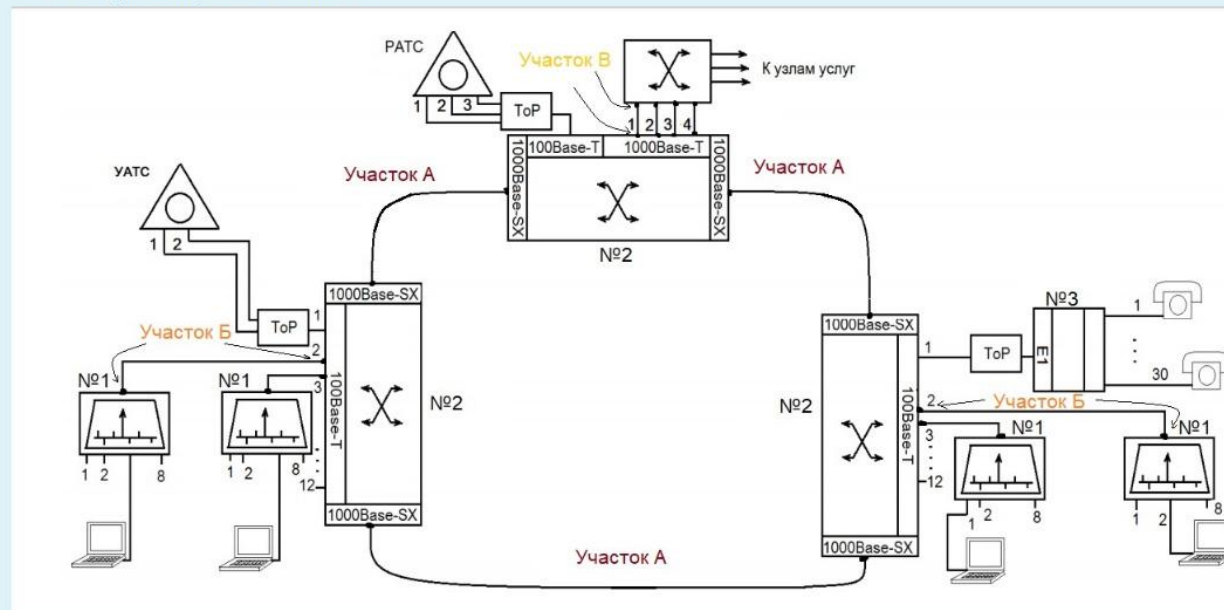 РАТС
Участок В
К узлам услуг
1 2 3
ToP
1 2 3 4
1000Base-SX
100Base-T
1000Base-T
1000Base-SX
Участок А
Участок А
№2
УАТС
1 2
ToP
1
1000Base-SX
Участок Б
2
3
12
100Base-T
№2
1000Base-SX
№1
1 2 8
№1
1 2 8
Участок А
1000Base-SX
№2
100Base-T
1000Base-SX
1
ToP
№3
E1
1
30
2
Участок Б
3
12
№1
1 2 8
№1
1 2 8